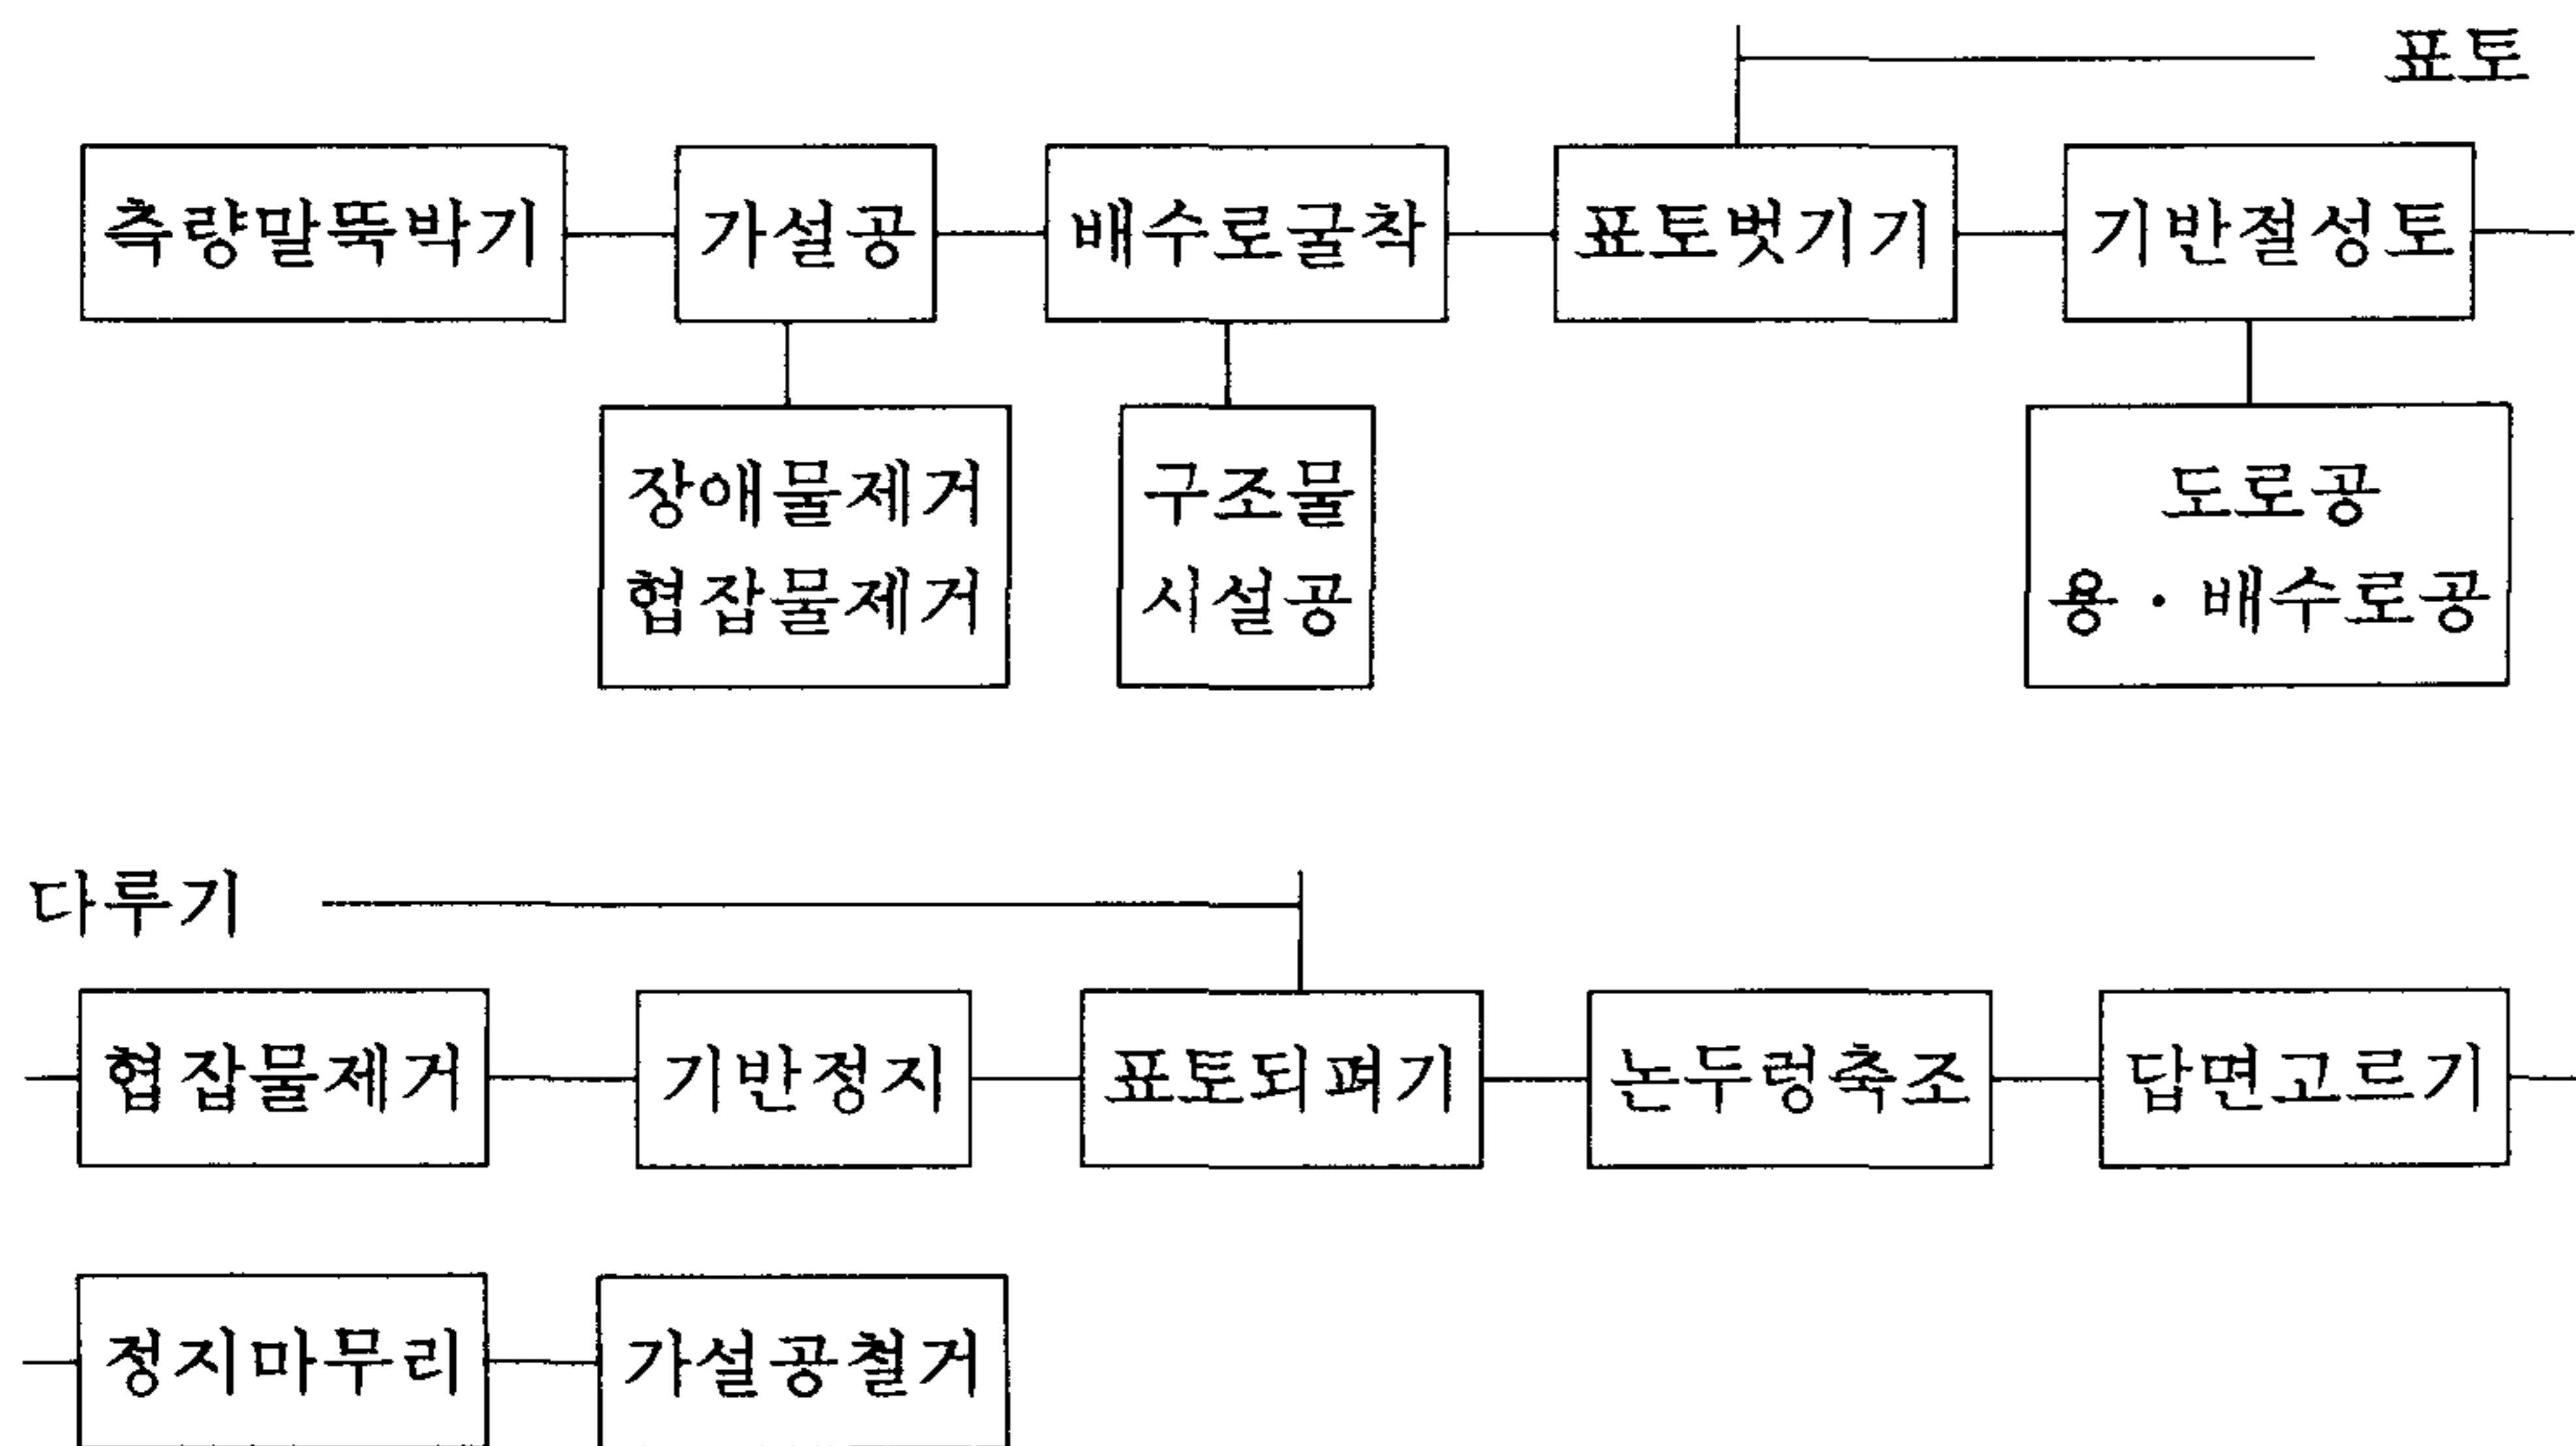 표토
측량말뚝박기 가설공 배수로굴착 표토벗기기 기반절성토
장애물제거 구조물 도로공
협잡물제거 시설공 용·배수로공
다루기
협잡물제거 기반정지 표토되펴기 논두렁축조 답면고르기
정지마무리 가설공철거